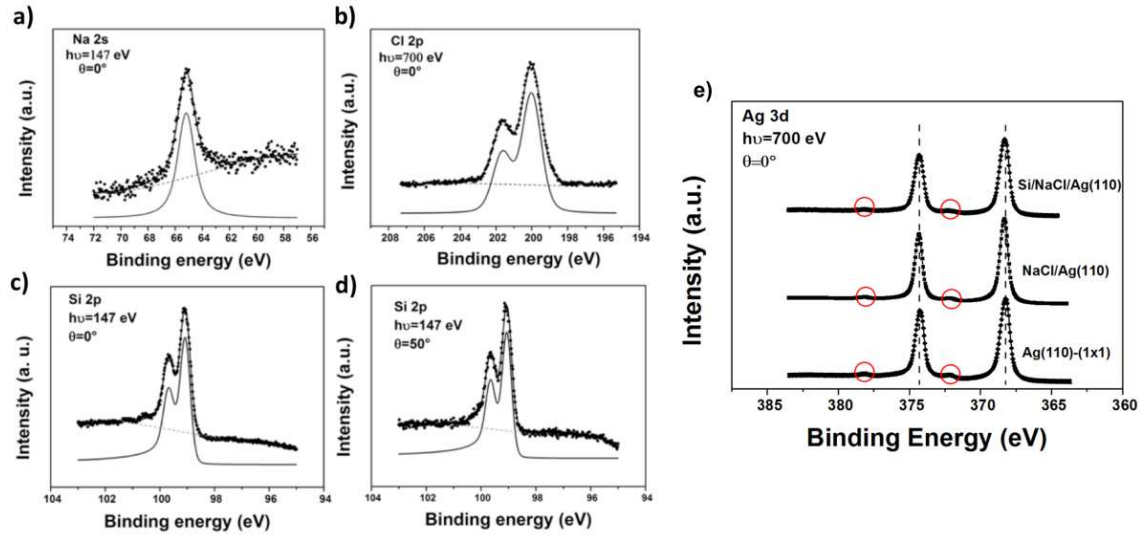 a)
Na 2s
hυ=147 eV
θ=0°
Intensity (a.u.)
74 72 70 68 66 64 62 60 58 56
Binding energy (eV)
b)
Cl 2p
hυ=700 eV
θ=0°
Intensity (a.u.)
208 206 204 202 200 198 196 194
Binding energy (eV)
c)
Si 2p
hυ=147 eV
θ=0°
Intensity (a. u.)
104 102 100 98 96 94
Binding energy (eV)
d)
Si 2p
hυ=147 eV
θ=50°
Intensity (a.u.)
104 102 100 98 96 94
Binding energy (eV)
e)
Ag 3d
hυ=700 eV
θ=0°
Si/NaCl/Ag(110)
NaCl/Ag(110)
Ag(110)-(1x1)
Intensity (a.u.)
385 380 375 370 365 360
Binding Energy (eV)